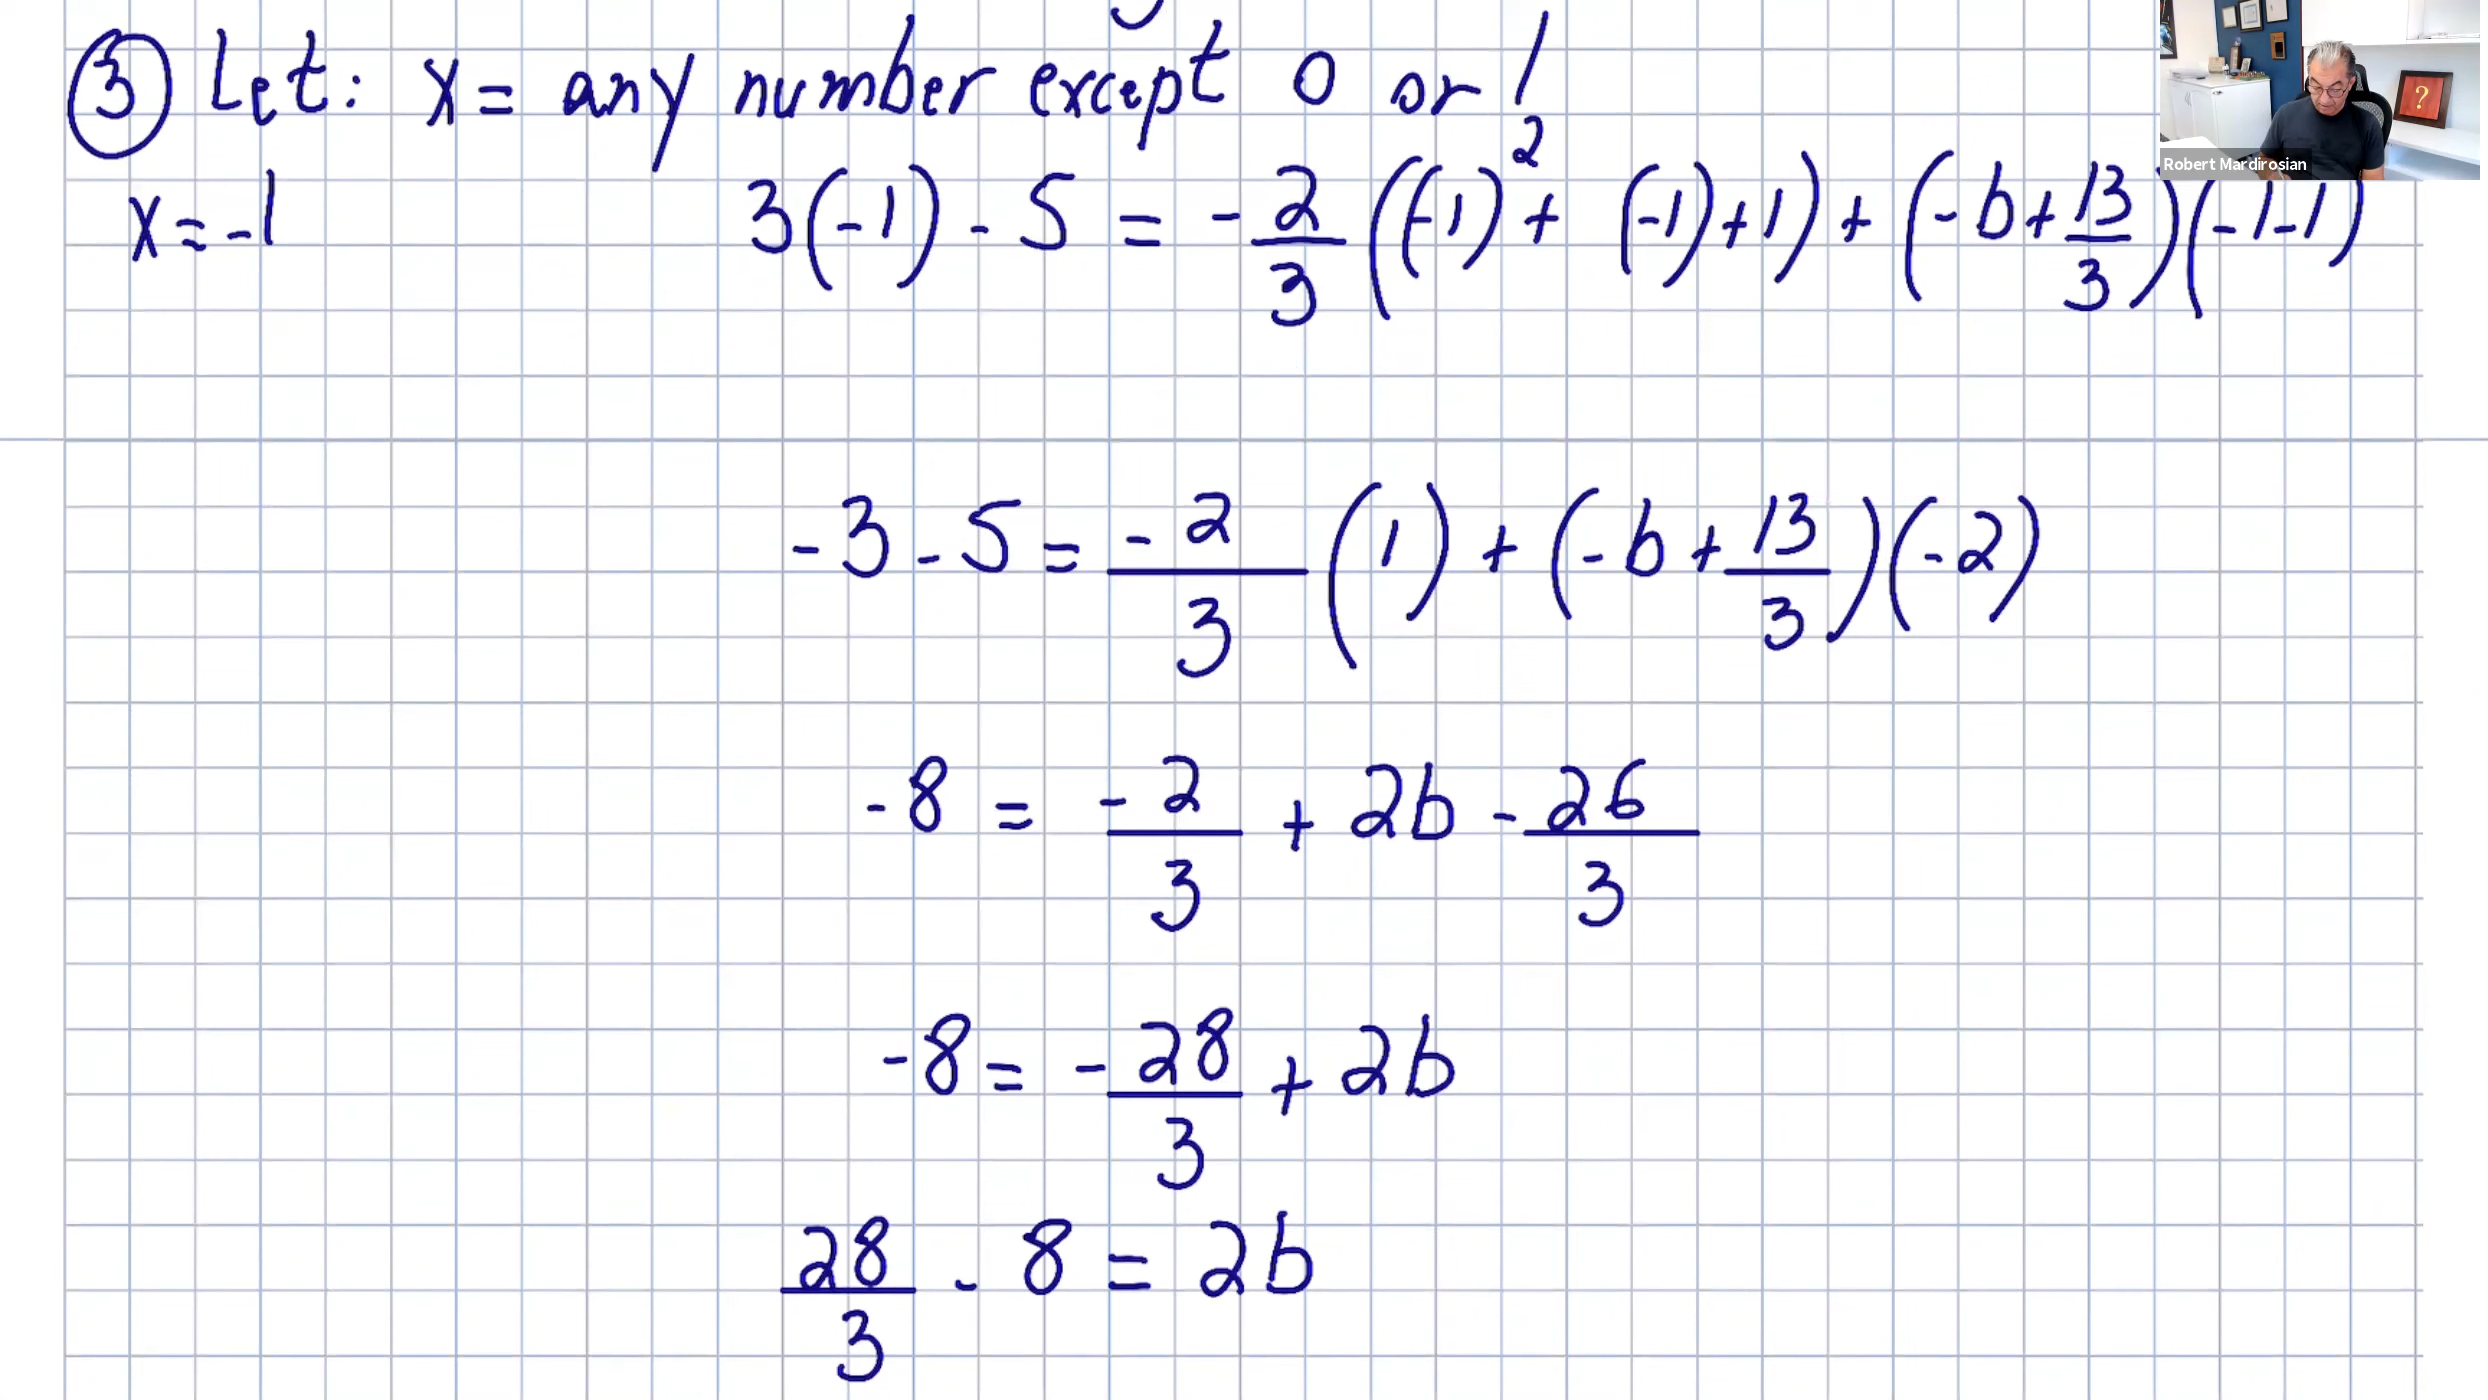 ③ Let: x = any number except 0 or 1
x = -1 3(-1) - 5 = -2/3 ((-1)² + (-1) + 1) + (-b + 13/3)(-1-1)
?
Robert Mardirosian
-3 - 5 = -2/3 (1) + (-b + 13/3)(-2)
-8 = -2/3 + 2b - 26/3
-8 = -28/3 + 2b
28/3 - 8 = 2b